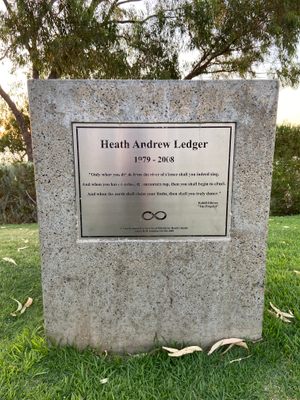 Heath Andrew Ledger
1979 - 2008
"Only when you drink from the river of silence shall you indeed sing.
And when you have reached the mountain top, then you shall begin to climb.
And when the earth shall claim your limbs, then shall you truly dance."
Kahlil Gibran
"The Prophet"